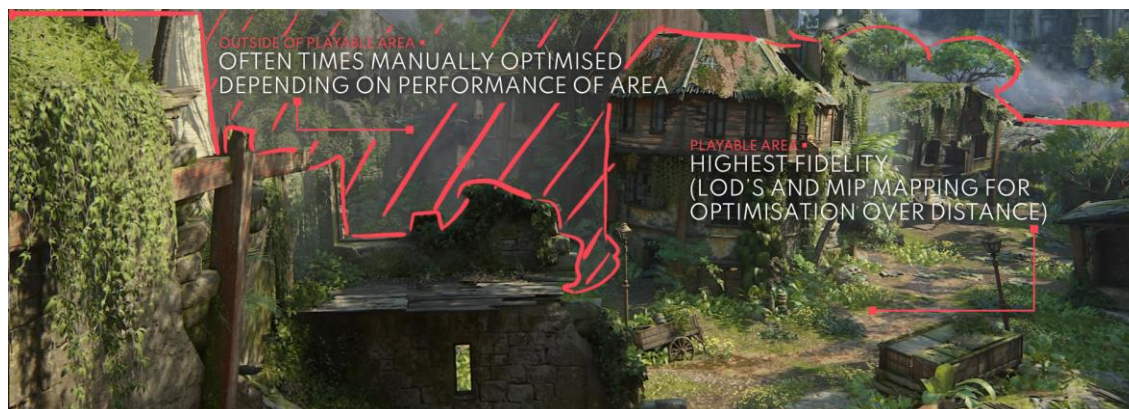 OUTSIDE OF PLAYABLE AREA
OFTEN TIMES MANUALLY OPTIMISED
DEPENDING ON PERFORMANCE OF AREA
PLAYABLE AREA
HIGHEST FIDELITY
(LOD'S AND MIP MAPPING FOR
OPTIMISATION OVER DISTANCE)